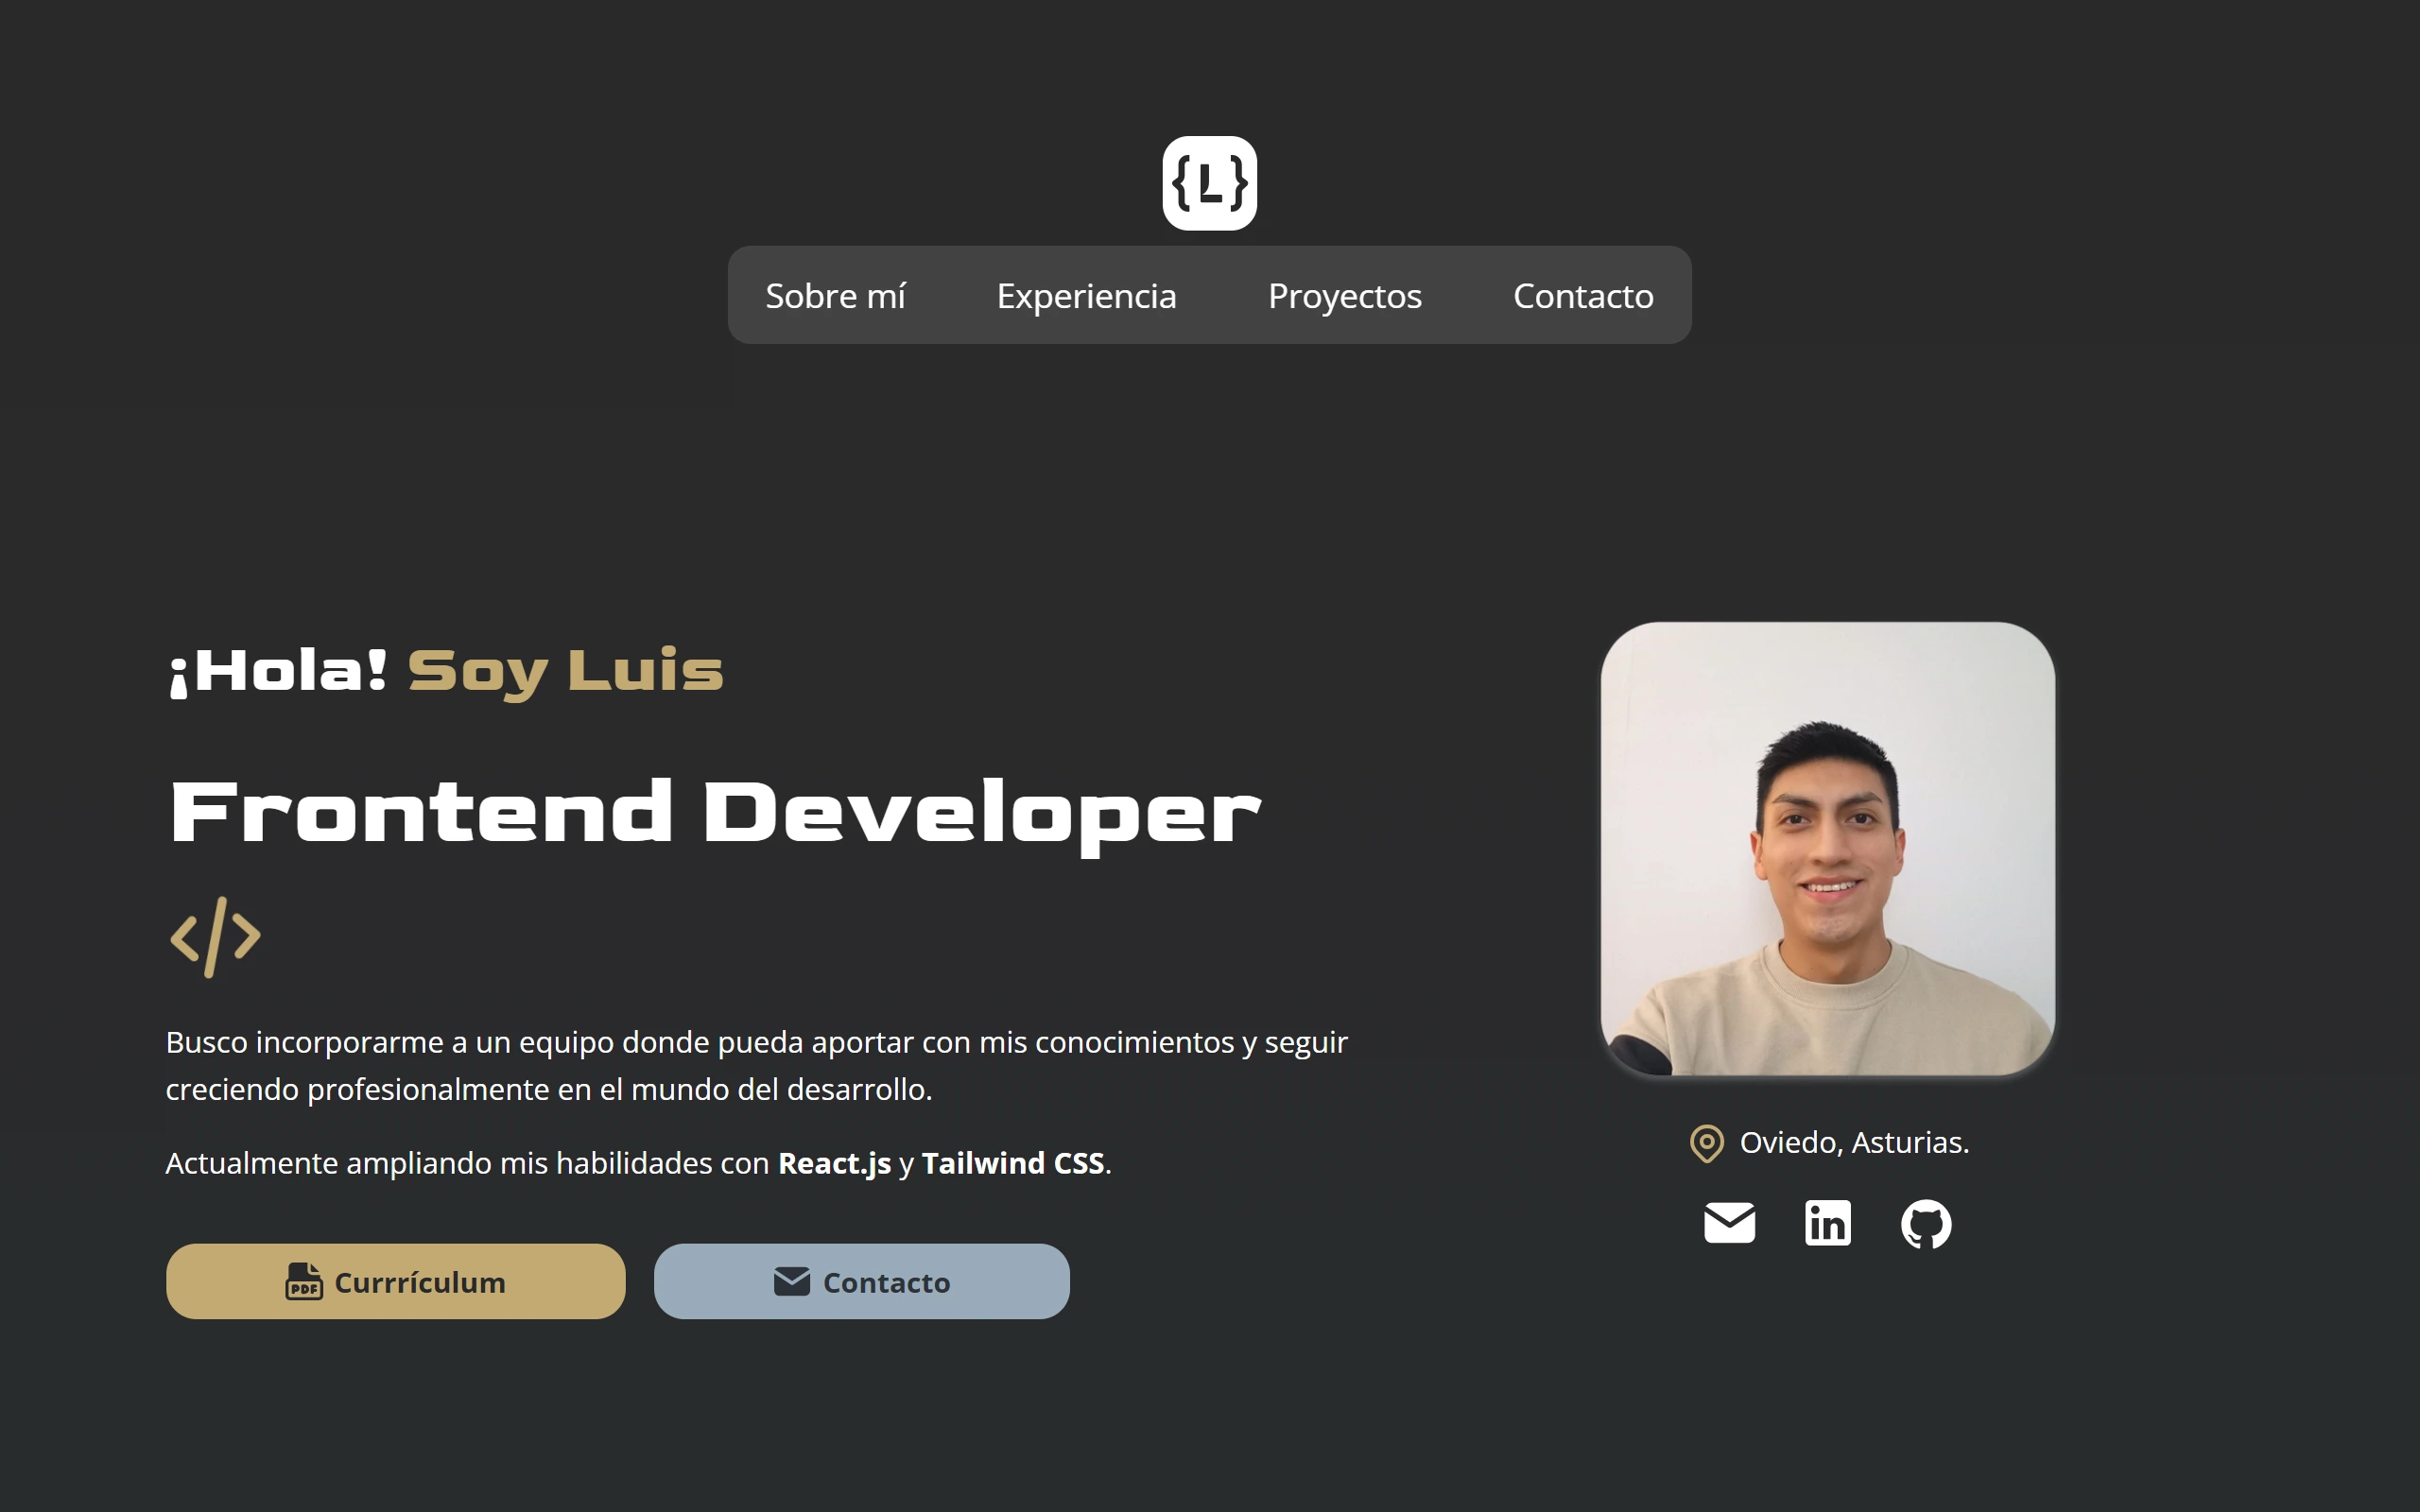 {L}
Sobre mí Experiencia Proyectos Contacto
¡Hola! Soy Luis
Frontend Developer
Busco incorporarme a un equipo donde pueda aportar con mis conocimientos y seguir
creciendo profesionalmente en el mundo del desarrollo.
Actualmente ampliando mis habilidades con React.js y Tailwind CSS.
Oviedo, Asturias.
in
PDF Currrículum
Contacto